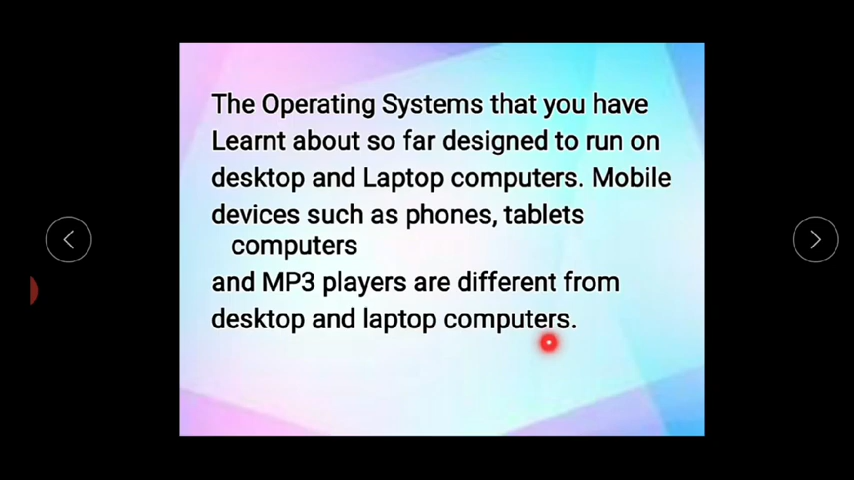 The Operating Systems that you have
Learnt about so far designed to run on
desktop and Laptop computers. Mobile
devices such as phones, tablets
computers
and MP3 players are different from
desktop and laptop computers.